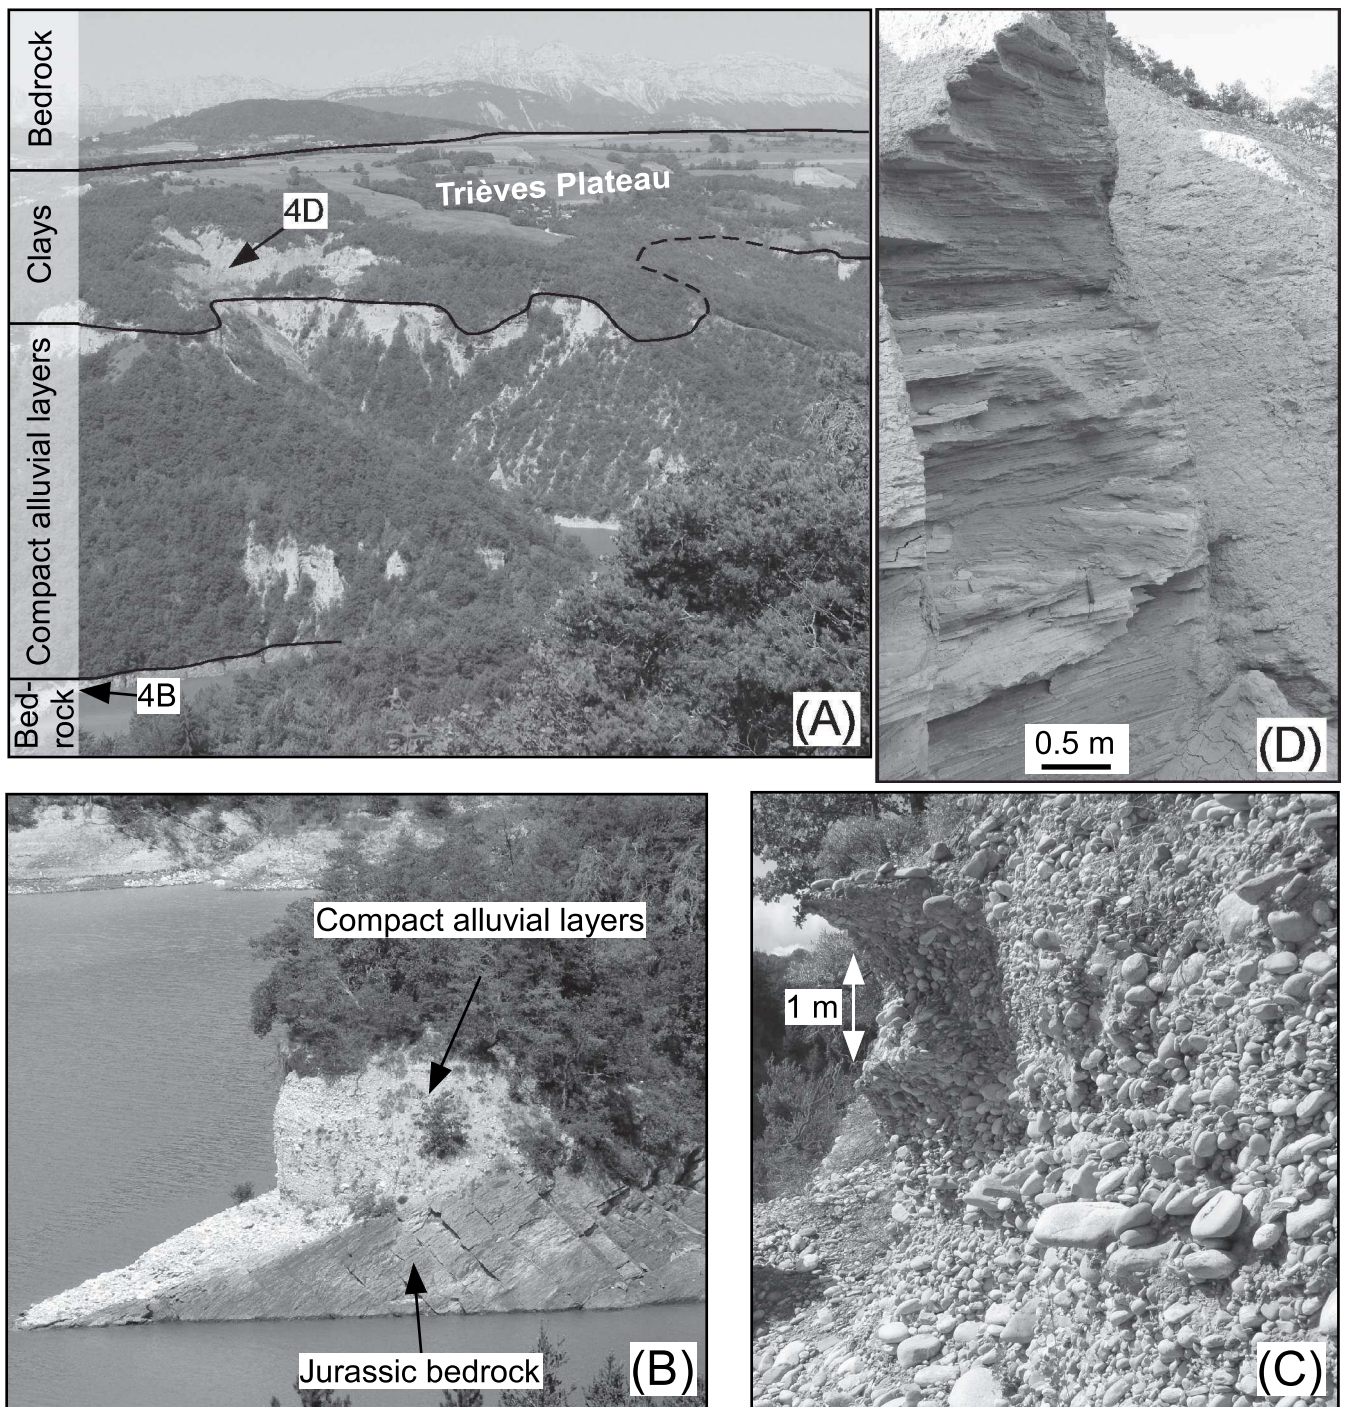 Bedrock
Clays
Compact alluvial layers
Bed-
rock
Trièves Plateau
4D
4B
(A)
0.5 m
(D)
Compact alluvial layers
Jurassic bedrock
(B)
1 m
(C)